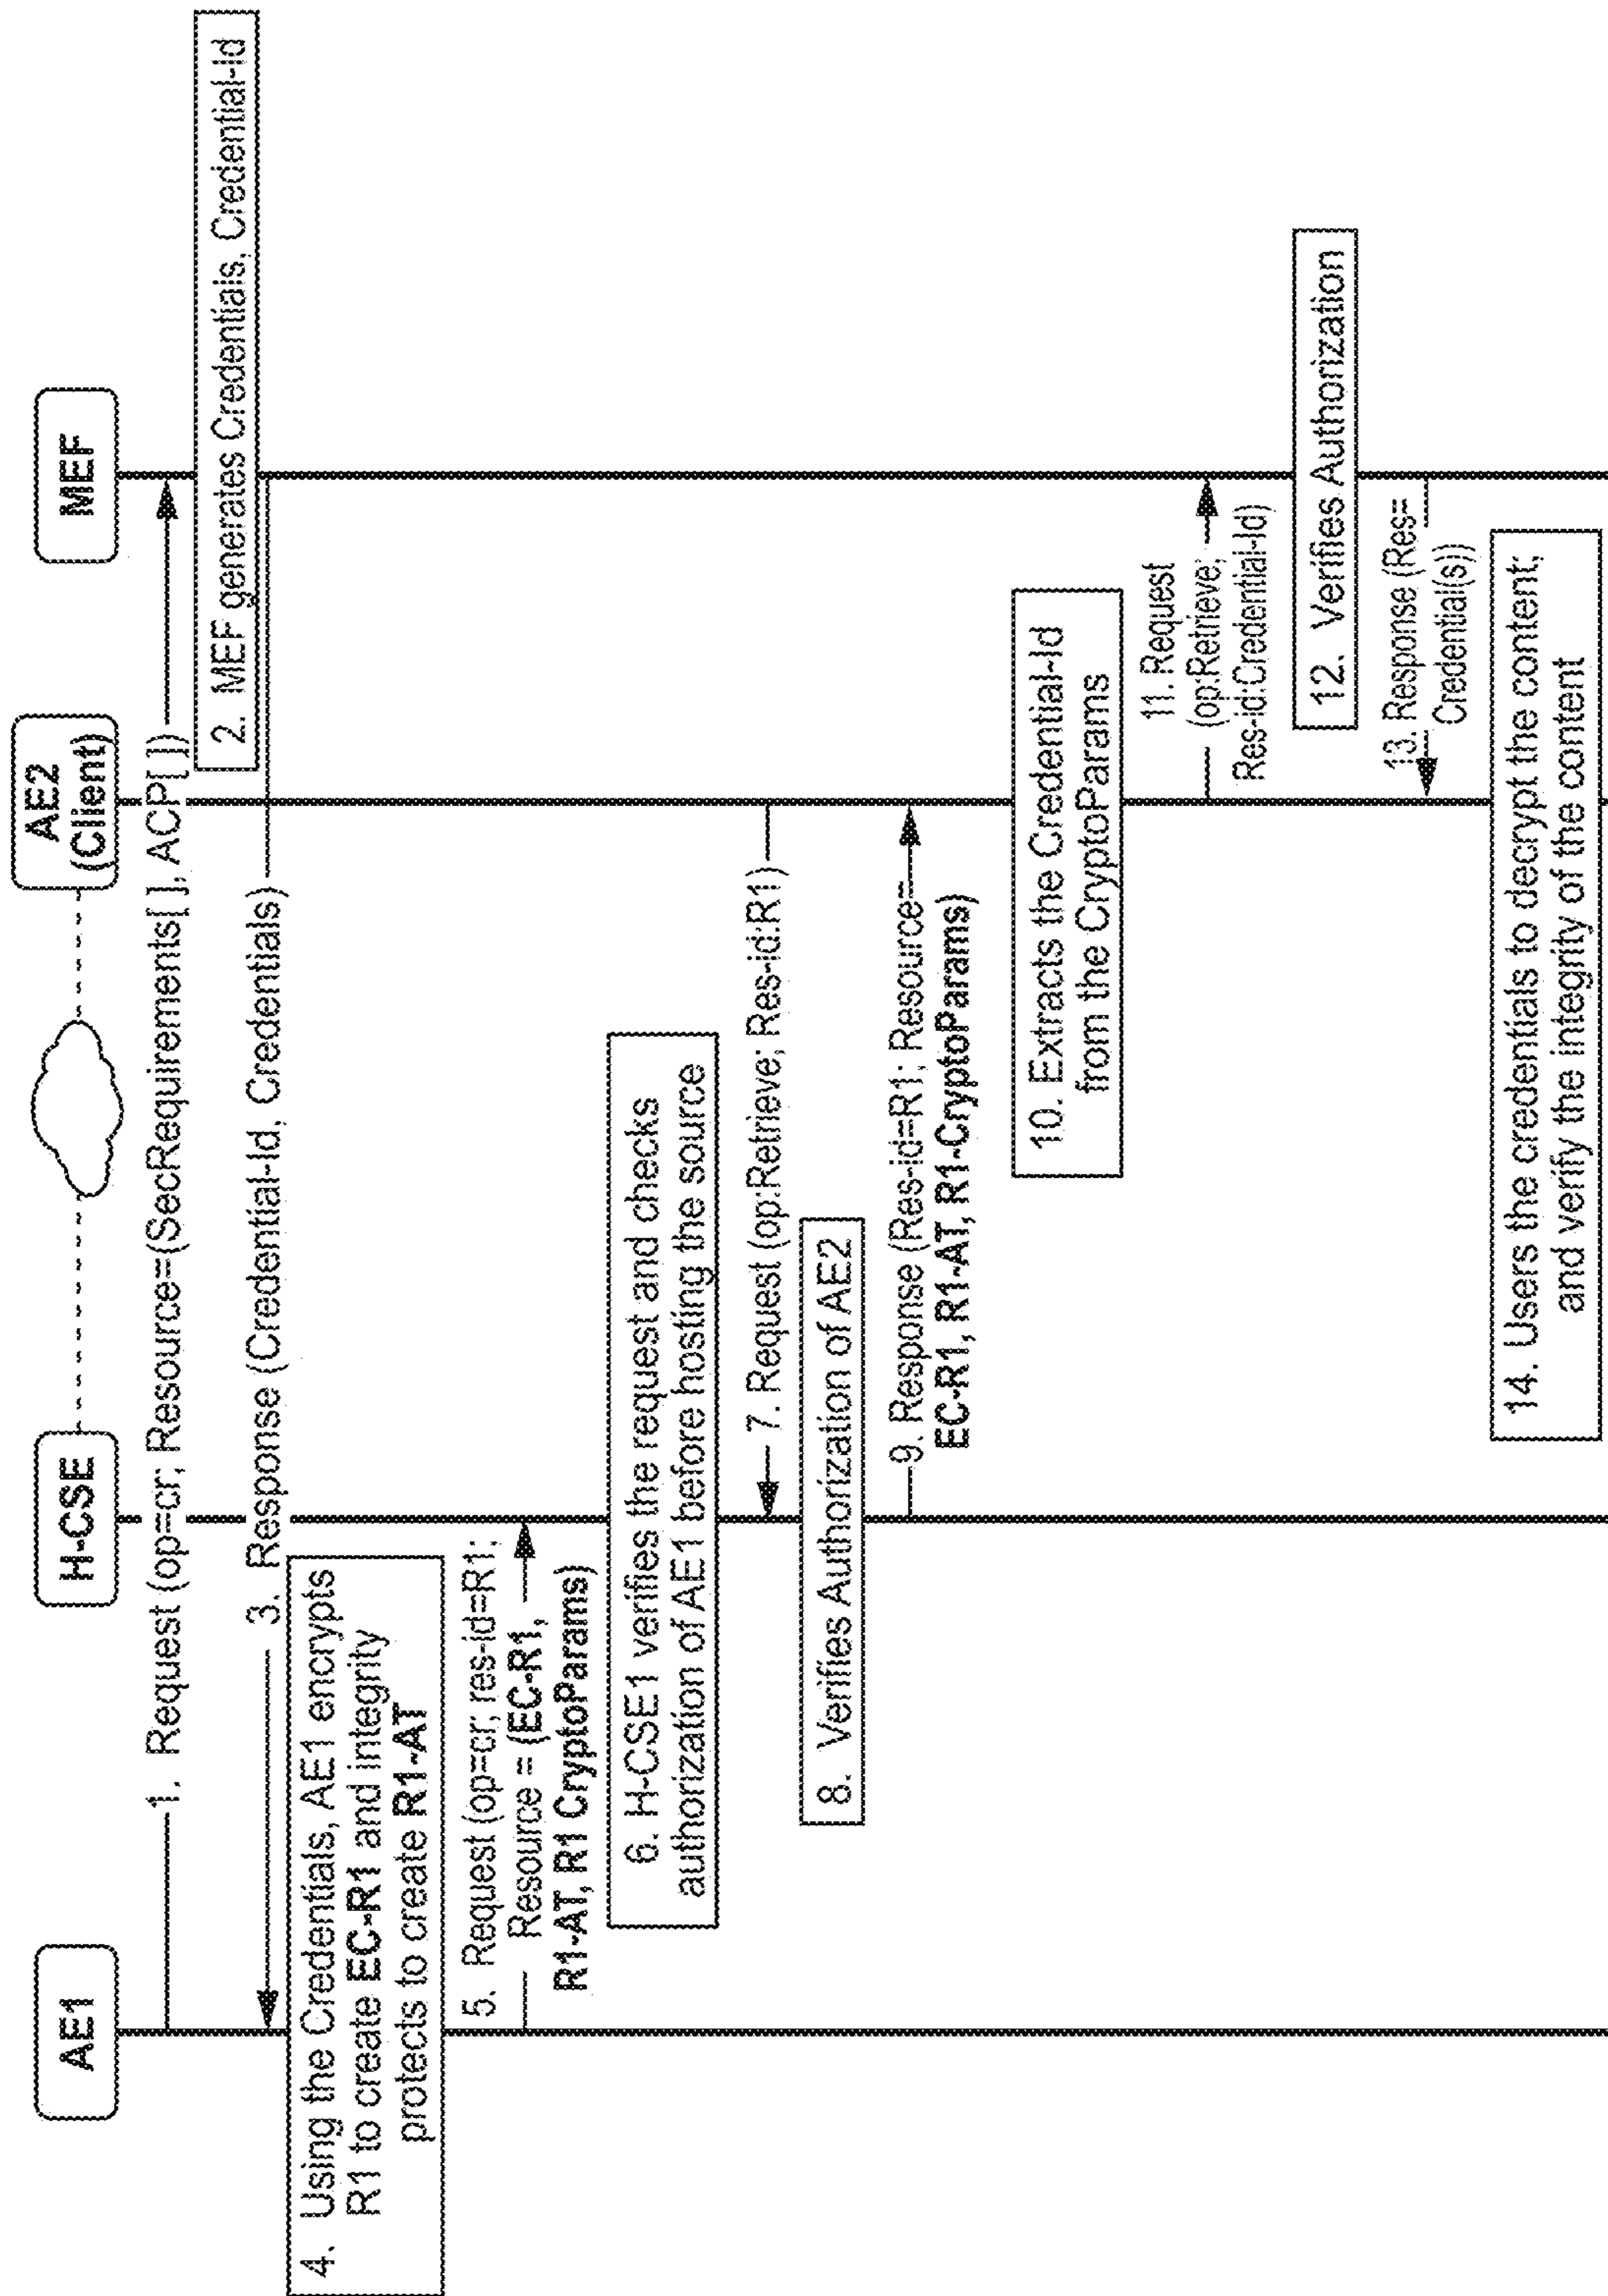 AE1
H-CSE
AE2
(Client)
MEF
1. Request (op=cr; Resource=(SecRequirements[ ], ACP[ ])
2. MEF generates Credentials, Credential-Id
3. Response (Credential-Id, Credentials)
4. Using the Credentials, AE1 encrypts
R1 to create EC-R1 and integrity
protects to create R1-AT
5. Request (op=cr; res-id=R1;
Resource = (EC-R1,
R1-AT, R1 CryptoParams)
6. H-CSE1 verifies the request and checks
authorization of AE1 before hosting the source
7. Request (op:Retrieve; Res-id:R1)
8. Verifies Authorization of AE2
9. Response (Res-id=R1; Resource=
EC-R1, R1-AT, R1-CryptoParams)
10. Extracts the Credential-Id
from the CryptoParams
11. Request
(op:Retrieve;
Res-id:Credential-Id)
12. Verifies Authorization
13. Response (Res=
Credential(s))
14. Users the credentials to decrypt the content;
and verify the integrity of the content